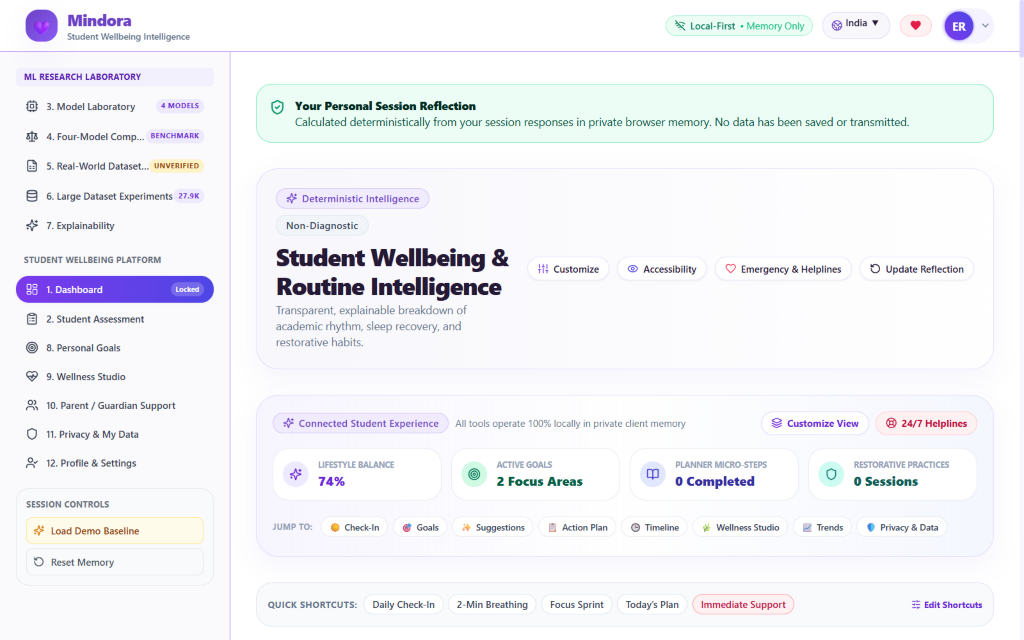 Mindora
Student Wellbeing Intelligence
Local-First • Memory Only
India ▼
ER
ML RESEARCH LABORATORY
3. Model Laboratory 4 MODELS
4. Four-Model Comp... BENCHMARK
5. Real-World Dataset... UNVERIFIED
6. Large Dataset Experiments 27.9K
7. Explainability
STUDENT WELLBEING PLATFORM
1. Dashboard Locked
2. Student Assessment
8. Personal Goals
9. Wellness Studio
10. Parent / Guardian Support
11. Privacy & My Data
12. Profile & Settings
SESSION CONTROLS
Load Demo Baseline
Reset Memory
Your Personal Session Reflection
Calculated deterministically from your session responses in private browser memory. No data has been saved or transmitted.
Deterministic Intelligence
Non-Diagnostic
Student Wellbeing &
Routine Intelligence
Transparent, explainable breakdown of
academic rhythm, sleep recovery, and
restorative habits.
Customize
Accessibility
Emergency & Helplines
Update Reflection
Connected Student Experience
All tools operate 100% locally in private client memory
Customize View
24/7 Helplines
LIFESTYLE BALANCE
74%
ACTIVE GOALS
2 Focus Areas
PLANNER MICRO-STEPS
0 Completed
RESTORATIVE PRACTICES
0 Sessions
JUMP TO:
Check-In
Goals
Suggestions
Action Plan
Timeline
Wellness Studio
Trends
Privacy & Data
QUICK SHORTCUTS:
Daily Check-In
2-Min Breathing
Focus Sprint
Today's Plan
Immediate Support
Edit Shortcuts